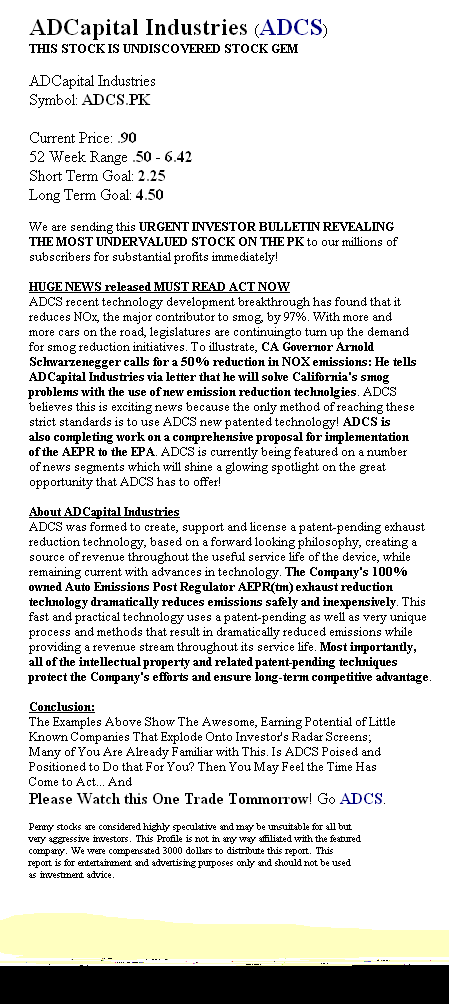 ADCapital Industries (ADCS)
THIS STOCK IS UNDISCOVERED STOCK GEM
ADCapital Industries
Symbol: ADCS.PK
Current Price: .90
52 Week Range .50 - 6.42
Short Term Goal: 2.25
Long Term Goal: 4.50
We are sending this URGENT INVESTOR BULLETIN REVEALING
THE MOST UNDERVALUED STOCK ON THE PK to our millions of
subscribers for substantial profits immediately!
HUGE NEWS released MUST READ ACT NOW
ADCS recent technology development breakthrough has found that it
reduces NOx, the major contributor to smog, by 97%. With more and
more cars on the road, legislatures are continuingto turn up the demand
for smog reduction initiatives. To illustrate, CA Governor Arnold
Schwarzenegger calls for a 50% reduction in NOX emissions: He tells
ADCapital Industries via letter that he will solve California's smog
problems with the use of new emission reduction technolgies. ADCS
believes this is exciting news because the only method of reaching these
strict standards is to use ADCS new patented technology! ADCS is
also completing work on a comprehensive proposal for implementation
of the AEPR to the EPA. ADCS is currently being featured on a number
of news segments which will shine a glowing spotlight on the great
opportunity that ADCS has to offer!
About ADCapital Industries
ADCS was formed to create, support and license a patent-pending exhaust
reduction technology, based on a forward looking philosophy, creating a
source of revenue throughout the useful service life of the device, while
remaining current with advances in technology. The Company's 100%
owned Auto Emissions Post Regulator AEPR(tm) exhaust reduction
technology dramatically reduces emissions safely and inexpensively. This
fast and practical technology uses a patent-pending as well as very unique
process and methods that result in dramatically reduced emissions while
providing a revenue stream throughout its service life. Most importantly,
all of the intellectual property and related patent-pending techniques
protect the Company's efforts and ensure long-term competitive advantage.
Conclusion:
The Examples Above Show The Awesome, Earning Potential of Little
Known Companies That Explode Onto Investor's Radar Screens;
Many of You Are Already Familiar with This. Is ADCS Poised and
Positioned to Do that For You? Then You May Feel the Time Has
Come to Act... And
Please Watch this One Trade Tommorrow! Go ADCS.
Penny stocks are considered highly speculative and may be unsuitable for all but
very aggressive investors. This Profile is not in any way affiliated with the featured
company. We were compensated 3000 dollars to distribute this report. This
report is for entertainment and advertising purposes only and should not be used
as investment advice.